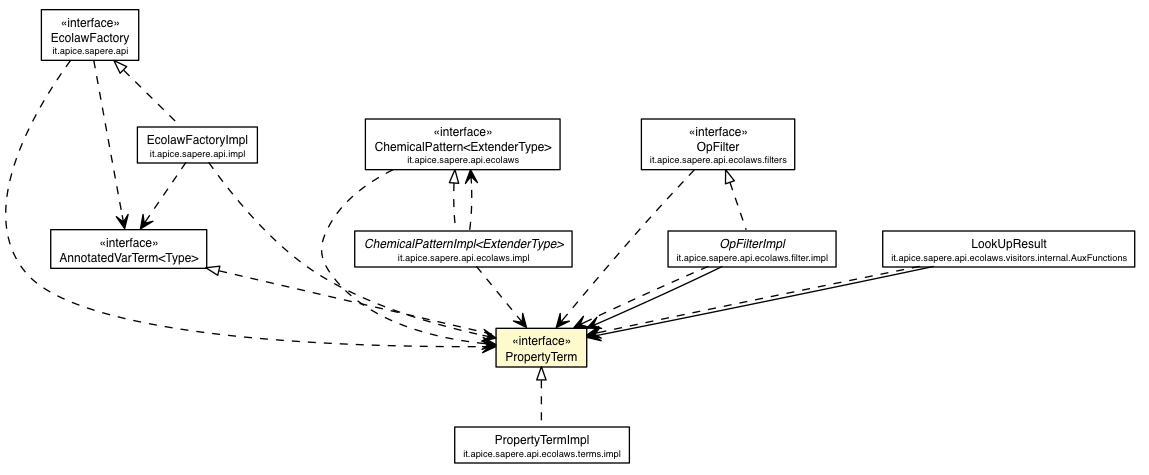 «interface»
EcolawFactory
it.apice.sapere.api
EcolawFactoryImpl
it.apice.sapere.api.impl
«interface»
ChemicalPattern<ExtenderType>
it.apice.sapere.api.ecolaws
«interface»
OpFilter
it.apice.sapere.api.ecolaws.filters
«interface»
AnnotatedVarTerm<Type>
ChemicalPatternImpl<ExtenderType>
it.apice.sapere.api.ecolaws.impl
OpFilterImpl
it.apice.sapere.api.ecolaws.filter.impl
LookUpResult
it.apice.sapere.api.ecolaws.visitors.internal.AuxFunctions
«interface»
PropertyTerm
PropertyTermImpl
it.apice.sapere.api.ecolaws.terms.impl